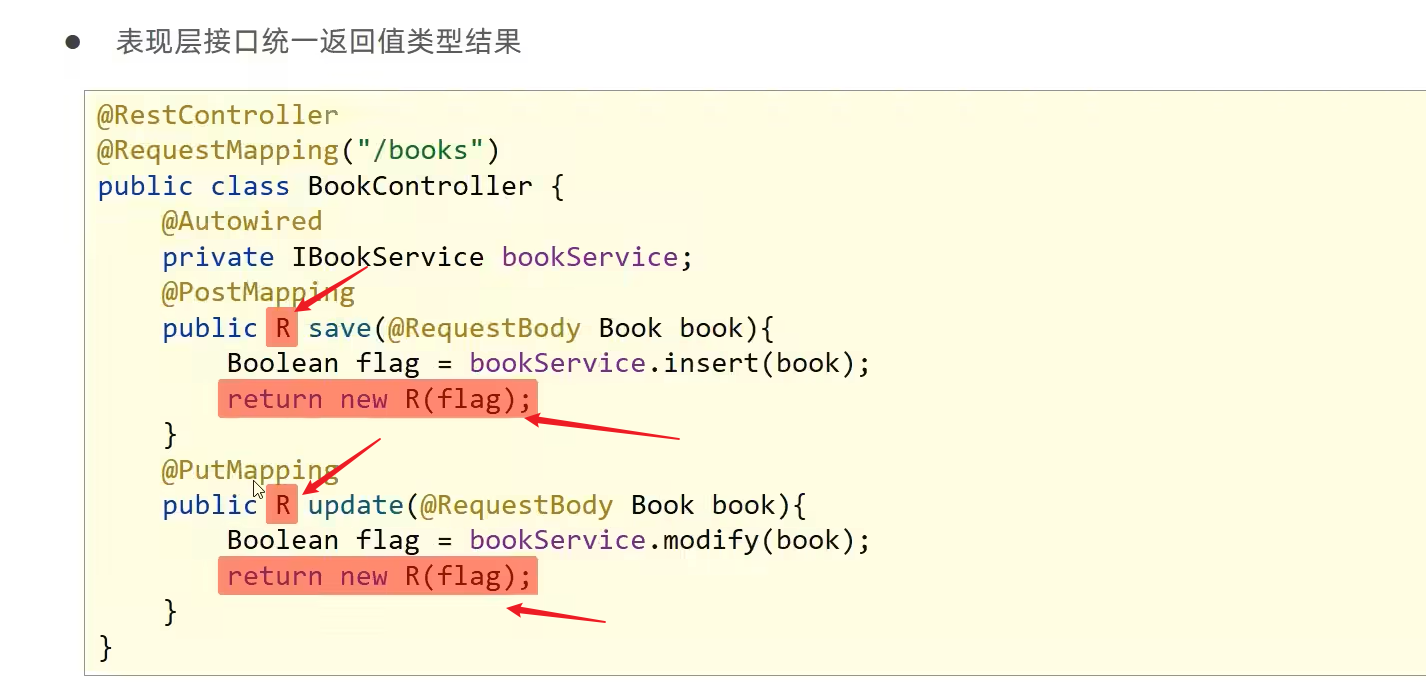 ● 表现层接口统一返回值类型结果
@RestController
@RequestMapping("/books")
public class BookController {
    @Autowired
    private IBookService bookService;
    @PostMapping
    public R save(@RequestBody Book book){
        Boolean flag = bookService.insert(book);
        return new R(flag);
    }
    @PutMapping
    public R update(@RequestBody Book book){
        Boolean flag = bookService.modify(book);
        return new R(flag);
    }
}